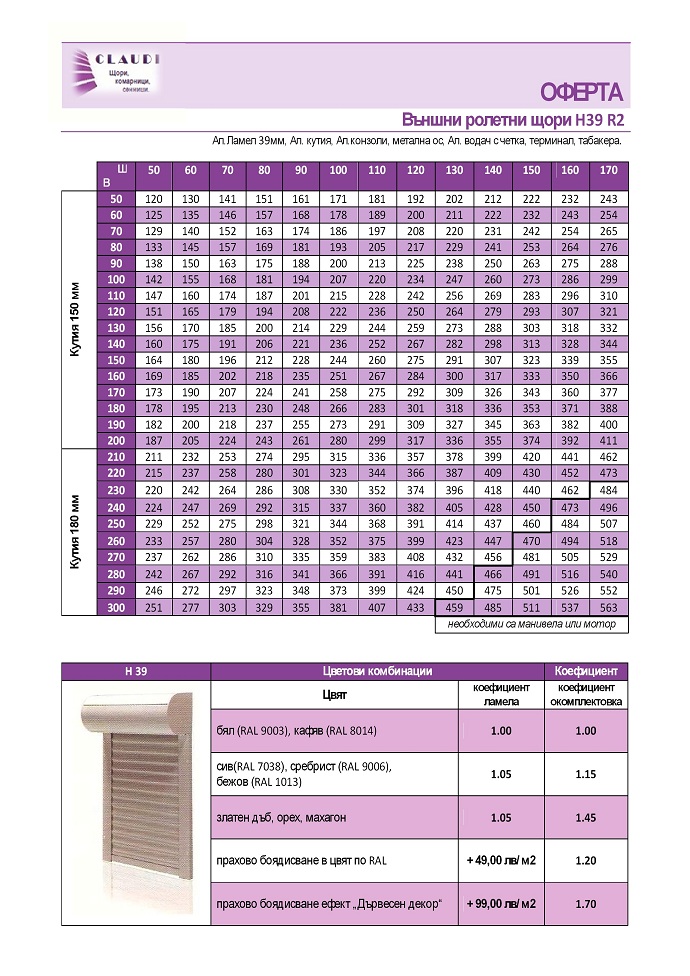 CLAUDI
Щори,
комарници,
сенници.
ОФЕРТА
Външни ролетни щори H39 R2
Ал.Ламел 39мм, Ал. кутия, Ал.конзоли, метална ос, Ал. водач с четка, терминал, табакера.
Ш 50 60 70 80 90 100 110 120 130 140 150 160 170
В
50 120 130 141 151 161 171 181 192 202 212 222 232 243
60 125 135 146 157 168 178 189 200 211 222 232 243 254
70 129 140 152 163 174 186 197 208 220 231 242 254 265
80 133 145 157 169 181 193 205 217 229 241 253 264 276
90 138 150 163 175 188 200 213 225 238 250 263 275 288
100 142 155 168 181 194 207 220 234 247 260 273 286 299
110 147 160 174 187 201 215 228 242 256 269 283 296 310
120 151 165 179 194 208 222 236 250 264 279 293 307 321
130 156 170 185 200 214 229 244 259 273 288 303 318 332
140 160 175 191 206 221 236 252 267 282 298 313 328 344
150 164 180 196 212 228 244 260 275 291 307 323 339 355
160 169 185 202 218 235 251 267 284 300 317 333 350 366
170 173 190 207 224 241 258 275 292 309 326 343 360 377
180 178 195 213 230 248 266 283 301 318 336 353 371 388
190 182 200 218 237 255 273 291 309 327 345 363 382 400
200 187 205 224 243 261 280 299 317 336 355 374 392 411
Кутия 150 мм
210 211 232 253 274 295 315 336 357 378 399 420 441 462
220 215 237 258 280 301 323 344 366 387 409 430 452 473
230 220 242 264 286 308 330 352 374 396 418 440 462 484
240 224 247 269 292 315 337 360 382 405 428 450 473 496
250 229 252 275 298 321 344 368 391 414 437 460 484 507
260 233 257 280 304 328 352 375 399 423 447 470 494 518
270 237 262 286 310 335 359 383 408 432 456 481 505 529
280 242 267 292 316 341 366 391 416 441 466 491 516 540
290 246 272 297 323 348 373 399 424 450 475 501 526 552
300 251 277 303 329 355 381 407 433 459 485 511 537 563
Кутия 180 мм
необходими са манивела или мотор
H 39 Цветови комбинации Коефициент
Цвят коефициент ламела коефициент окомплектовка
бял (RAL 9003), кафяв (RAL 8014) 1.00 1.00
сив(RAL 7038), сребрист (RAL 9006),
бежов (RAL 1013) 1.05 1.15
златен дъб, орех, махагон 1.05 1.45
прахово боядисване в цвят по RAL + 49,00 лв/ м2 1.20
прахово боядисване ефект „Дървесен декор“ + 99,00 лв/ м2 1.70